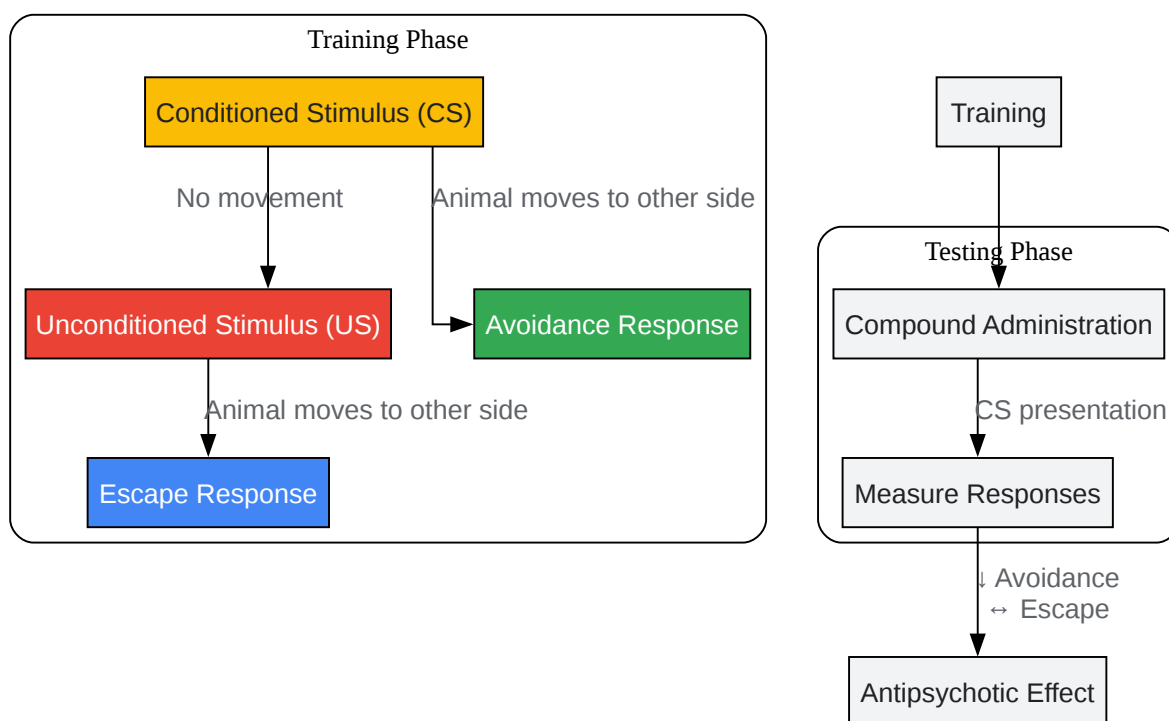 Training Phase
Conditioned Stimulus (CS)
No movement
Animal moves to other side
Unconditioned Stimulus (US)
Avoidance Response
Animal moves to other side
Escape Response
Training
Testing Phase
Compound Administration
CS presentation
Measure Responses
↓ Avoidance
↔ Escape
Antipsychotic Effect